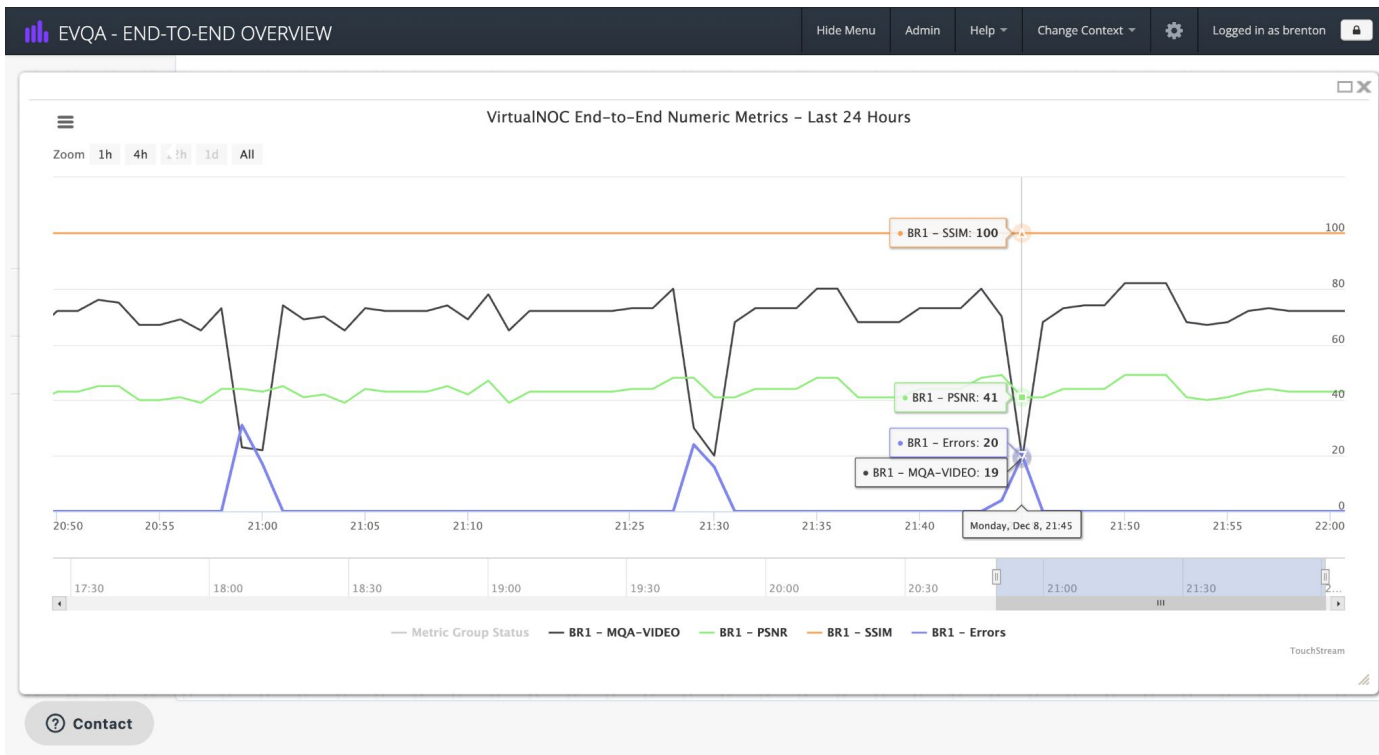 EVQA - END-TO-END OVERVIEW Hide Menu Admin Help Change Context Logged in as brenton
VirtualNOC End-to-End Numeric Metrics – Last 24 Hours
Zoom 1h 4h 1d All
BR1 – SSIM: 100
100
80
60
BR1 – PSNR: 41
40
BR1 – Errors: 20
20
BR1 – MQA-VIDEO: 19
0
20:50 20:55 21:00 21:05 21:10 21:25 21:30 21:35 21:40 Monday, Dec 8, 21:45 21:50 21:55 22:00
17:30 18:00 18:30 19:00 19:30 20:00 20:30 21:00 21:30 2...
Metric Group Status BR1 – MQA-VIDEO BR1 – PSNR BR1 – SSIM BR1 – Errors
TouchStream
Contact